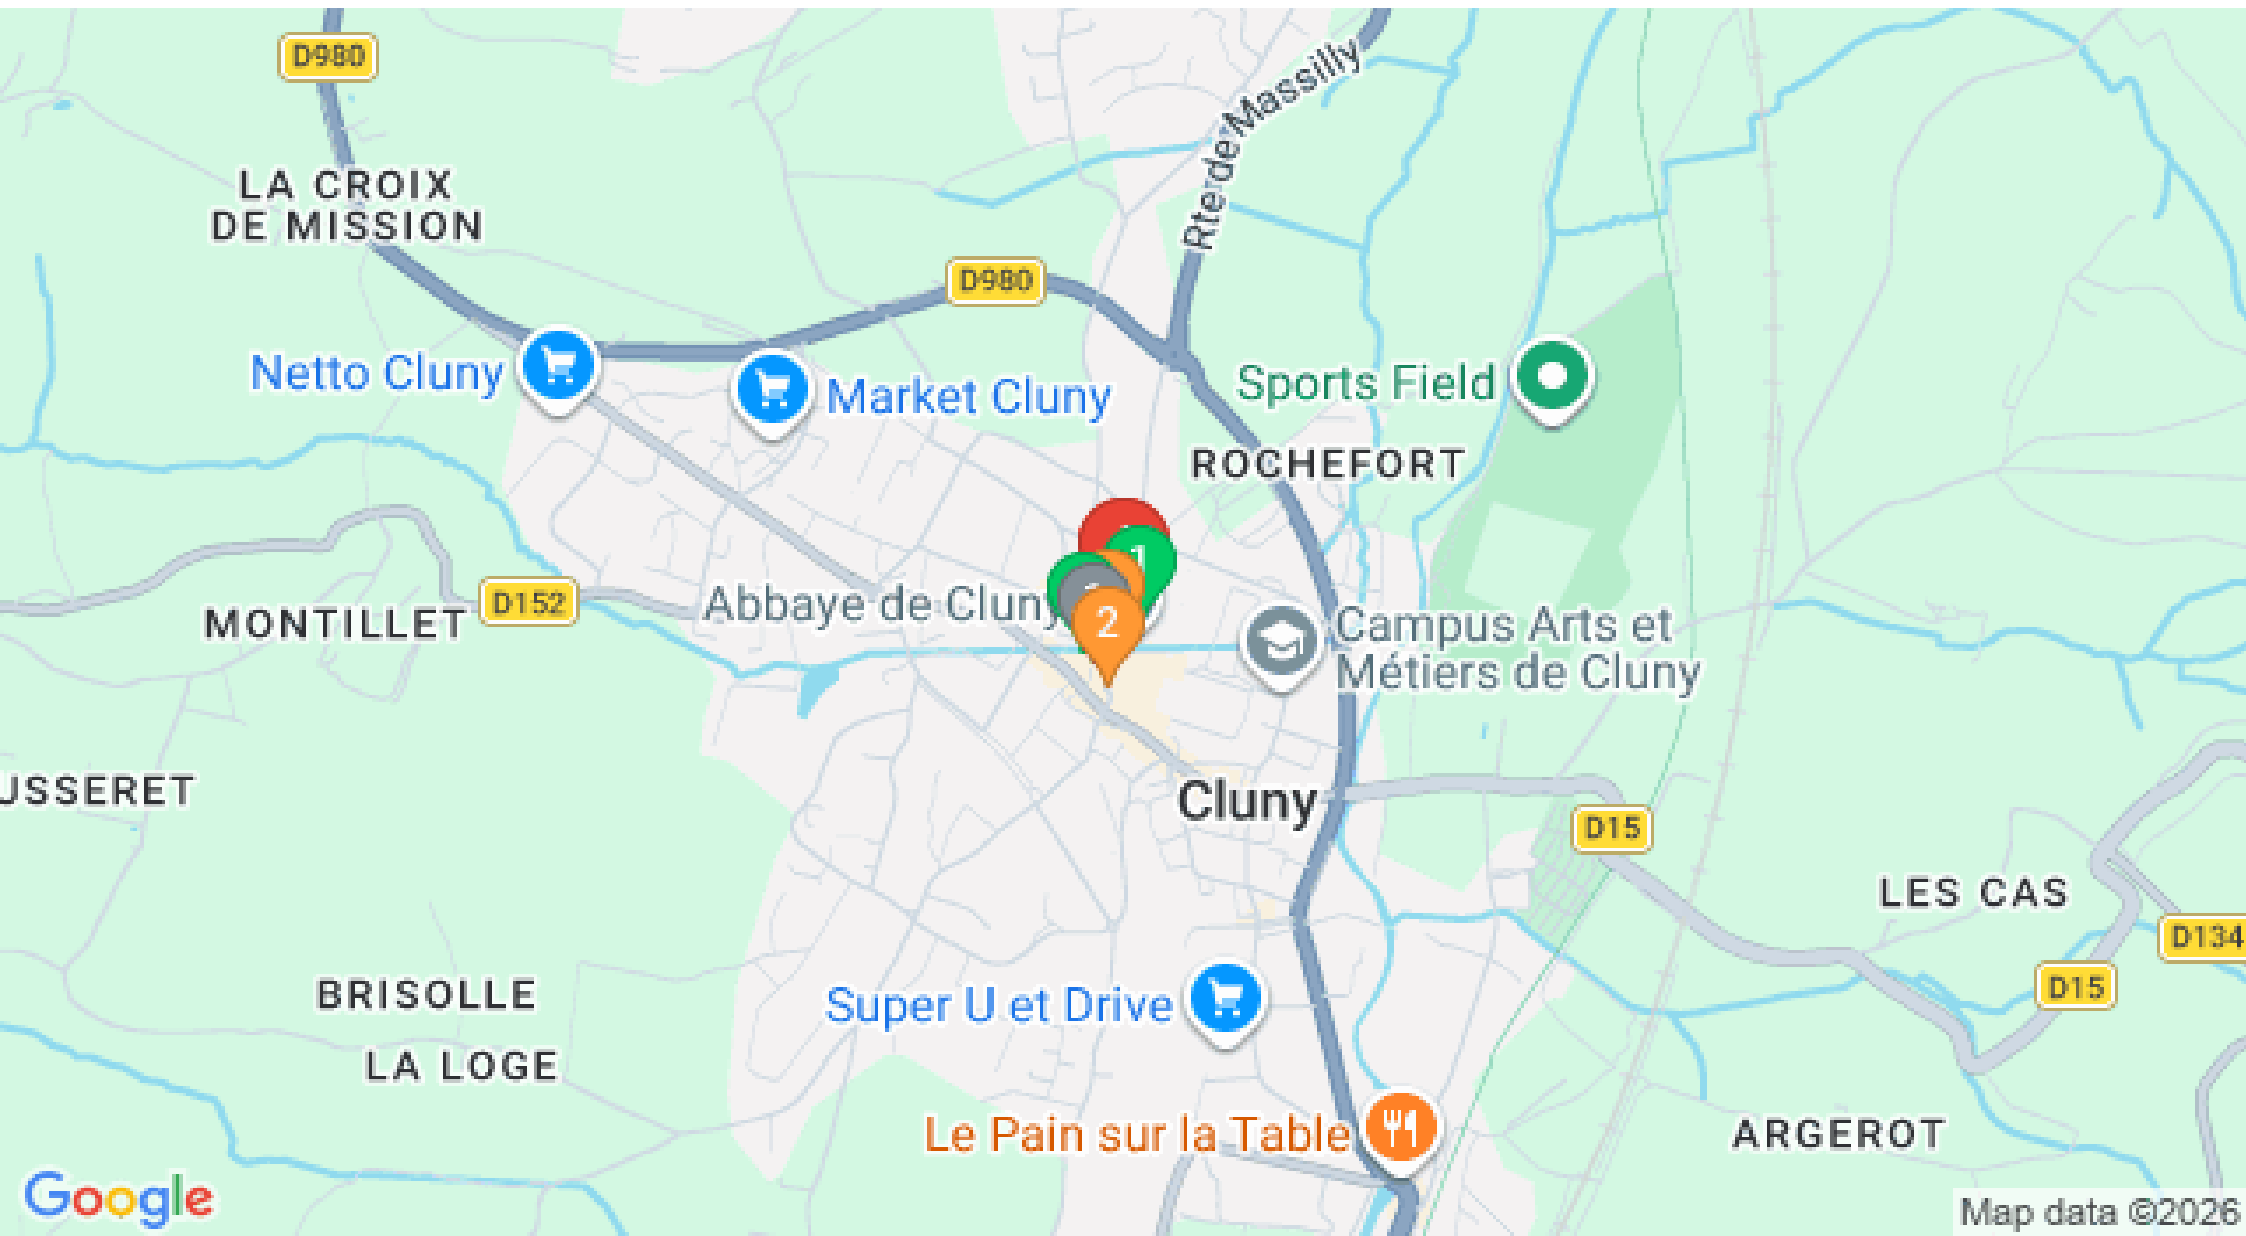 D980
Rte de Massilly
LA CROIX
DE MISSION
D980
Netto Cluny
Market Cluny
Sports Field
ROCHEFORT
1
Abbaye de Cluny
2
D152
MONTILLET
Campus Arts et
Métiers de Cluny
USSERET
Cluny
D15
LES CAS
D134
D15
BRISOLLE
Super U et Drive
LA LOGE
Le Pain sur la Table
ARGEROT
Google
Map data ©2026